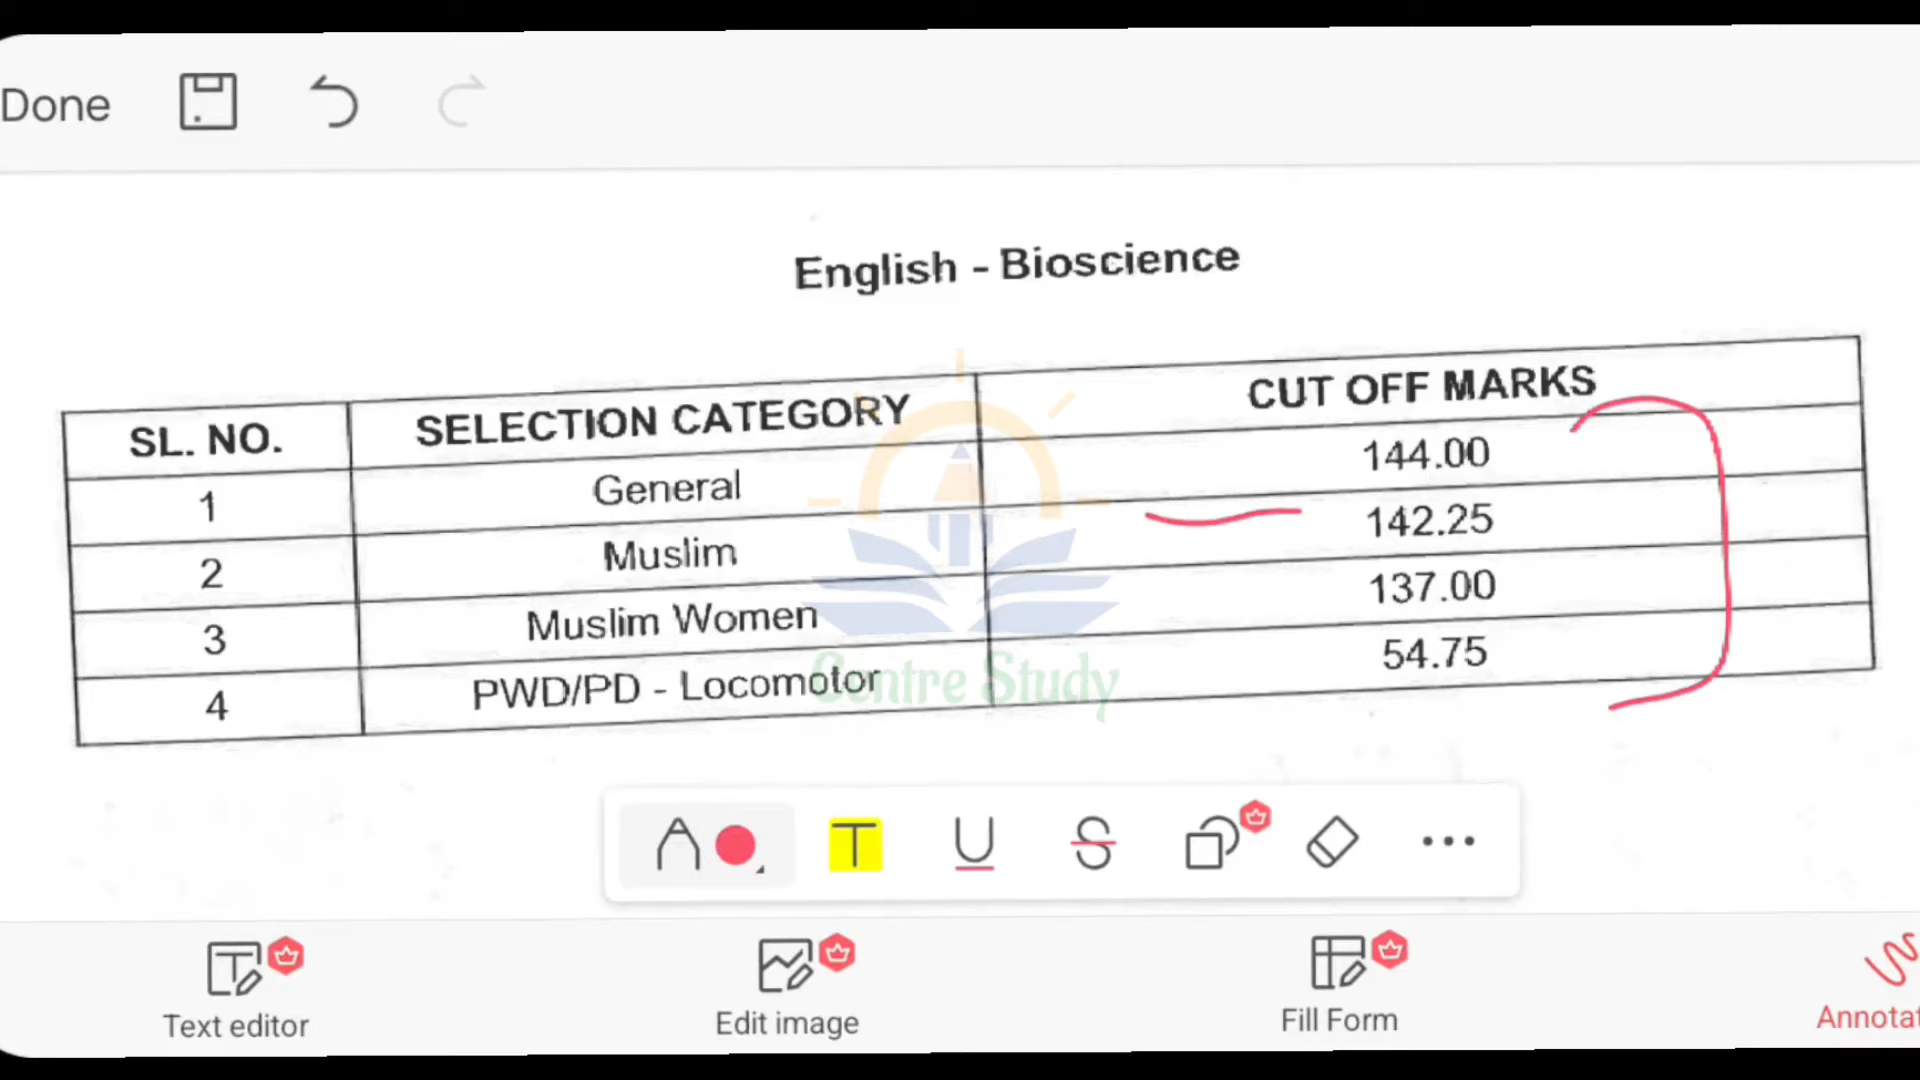 Done
English - Bioscience
SL. NO. SELECTION CATEGORY CUT OFF MARKS
1 General 144.00
2 Muslim 142.25
3 Muslim Women 137.00
4 PWD/PD - Locomotor 54.75
Centre Study
Text editor Edit image Fill Form Annotat